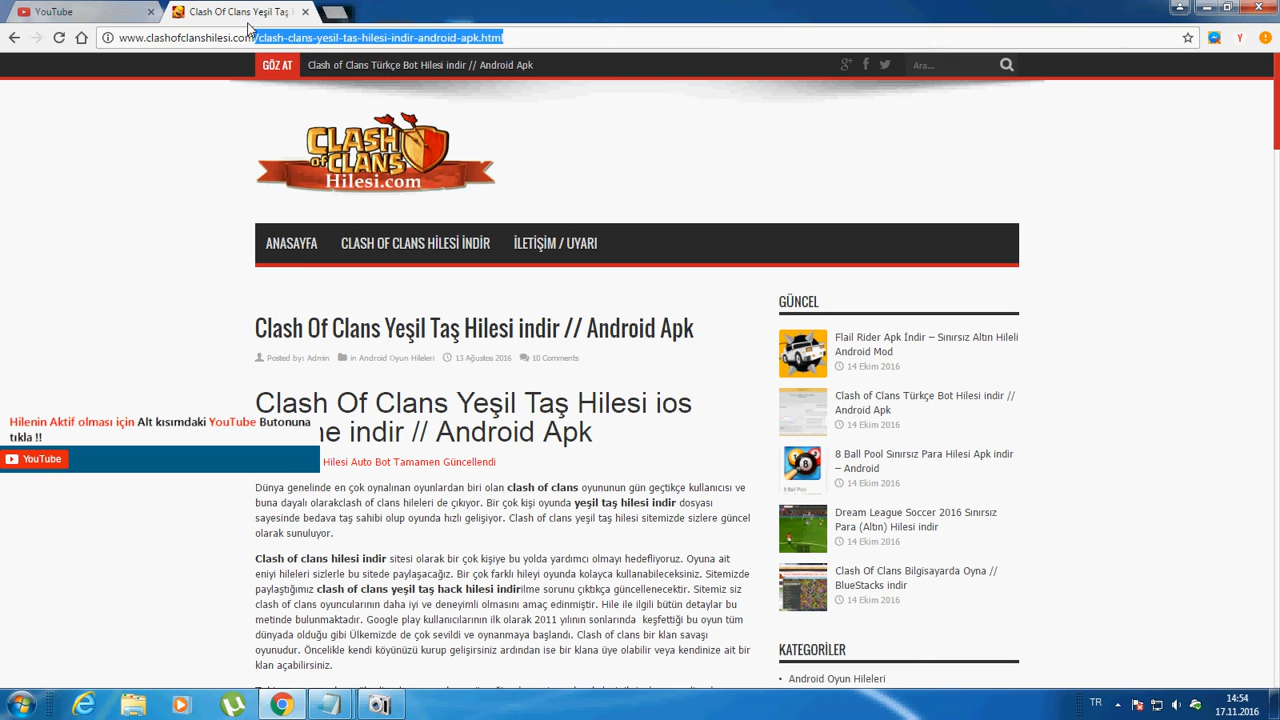 YouTube
Clash Of Clans Yeşil Taş H
www.clashofclanshilesi.com/clash-clans-yesil-tas-hilesi-indir-android-apk.html
GÖZ AT
Clash of Clans Türkçe Bot Hilesi indir // Android Apk
Ara...
CLASH
OF CLANS
Hilesi.com
ANASAYFA
CLASH OF CLANS HİLESİ İNDİR
İLETİŞİM / UYARI
Clash Of Clans Yeşil Taş Hilesi indir // Android Apk
Posted by: Admin
in Android Oyun Hileleri
13 Ağustos 2016
10 Comments
Clash Of Clans Yeşil Taş Hilesi ios
ne indir // Android Apk
Hilesi Auto Bot Tamamen Güncellendi
Dünya genelinde en çok oynalınan oyunlardan biri olan clash of clans oyununun gün geçtikçe kullanıcısı ve
buna dayalı olarakclash of clans hileleri de çıkıyor. Bir çok kişi oyunda yeşil taş hilesi indir dosyası
sayesinde bedava taş sahibi olup oyunda hızlı gelişiyor. Clash of clans yeşil taş hilesi sitemizde sizlere güncel
olarak sunuluyor.
Clash of clans hilesi indir sitesi olarak bir çok kişiye bu yolda yardımcı olmayı hedefliyoruz. Oyuna ait
eniyi hileleri sizlerle bu sitede paylaşacağız. Bir çok farklı hileyi oyunda kolayca kullanabileceksiniz. Sitemizde
paylaştığımız clash of clans yeşil taş hack hilesi indirilme sorunu çıktıkça güncellenecektir. Sitemiz siz
clash of clans oyuncularının daha iyi ve deneyimli olmasını amaç edinmiştir. Hile ile ilgili bütün detaylar bu
metinde bulunmaktadır. Google play kullanıcılarının ilk olarak 2011 yılının sonlarında keşfettiği bu oyun tüm
dünyada olduğu gibi Ülkemizde de çok sevildi ve oynanmaya başlandı. Clash of clans bir klan savaşı
oyunudur. Öncelikle kendi köyünüzü kurup gelişirsiniz ardından ise bir klana üye olabilir veya kendinize ait bir
klan açabilirsiniz.
Hilenin Aktif olması için Alt kısımdaki YouTube Butonuna
tıkla !!
YouTube
GÜNCEL
Flail Rider Apk İndir – Sınırsız Altın Hileli
Android Mod
14 Ekim 2016
Clash of Clans Türkçe Bot Hilesi indir //
Android Apk
14 Ekim 2016
8 Ball Pool Sınırsız Para Hilesi Apk indir
– Android
14 Ekim 2016
Dream League Soccer 2016 Sınırsız
Para (Altın) Hilesi indir
14 Ekim 2016
Clash Of Clans Bilgisayarda Oyna //
BlueStacks indir
14 Ekim 2016
KATEGORİLER
Android Oyun Hileleri
TR
14:54
17.11.2016